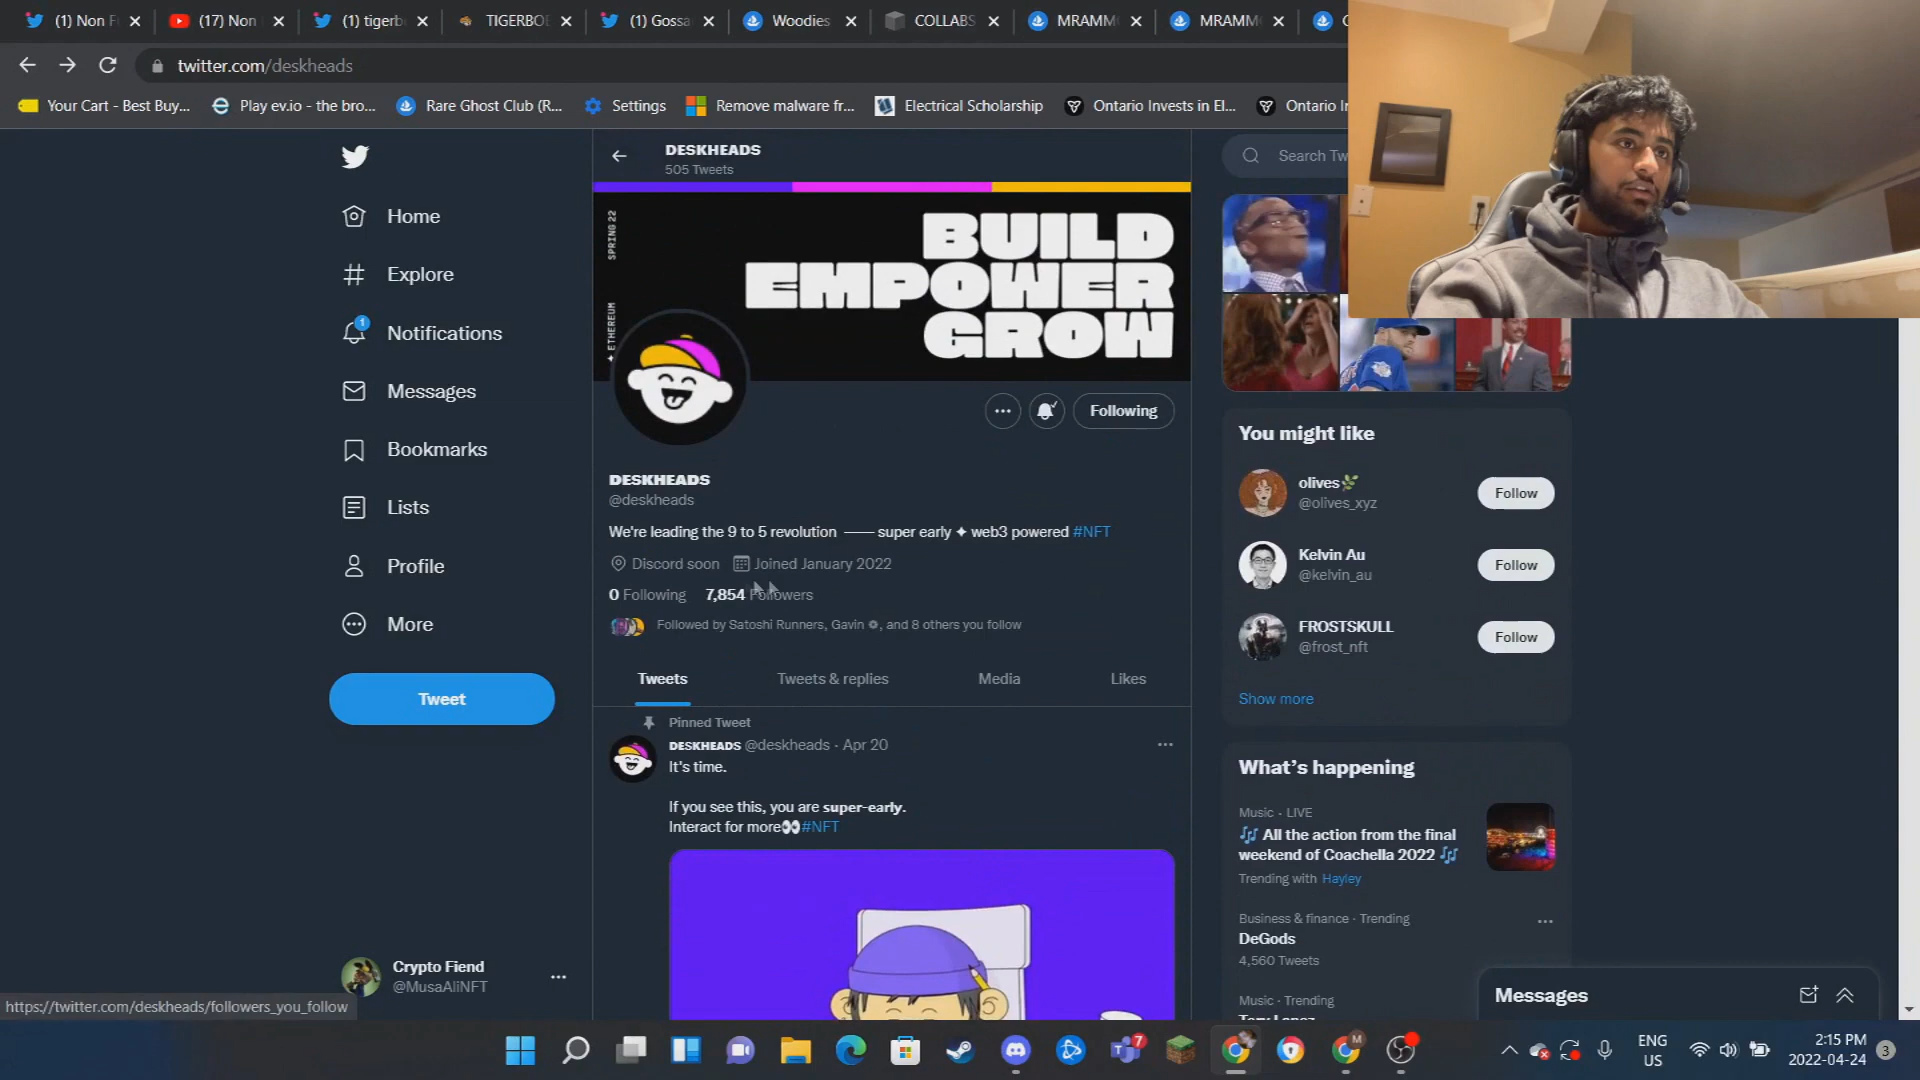 (1) Non F
(17) Non
(1) tigerb
TIGERBOB
(1) Gossa
Woodies
COLLABS
MRAMM
MRAMM
twitter.com/deskheads
Your Cart - Best Buy...
Play ev.io - the bro...
Rare Ghost Club (R...
Settings
Remove malware fr...
Electrical Scholarship
Ontario Invests in El...
Ontario I
DESKHEADS
505 Tweets
Search Tw
SPRING 22
ETHEREUM
BUILD
EMPOWER
GROW
Home
Explore
1
Notifications
Messages
Bookmarks
Lists
Profile
More
Tweet
Following
DESKHEADS
@deskheads
We're leading the 9 to 5 revolution —— super early ✦ web3 powered #NFT
Discord soon Joined January 2022
0 Following 7,854 Followers
Followed by Satoshi Runners, Gavin, and 8 others you follow
Tweets
Tweets & replies
Media
Likes
Pinned Tweet
DESKHEADS @deskheads · Apr 20
It's time.
If you see this, you are super-early.
Interact for more👀#NFT
You might like
olives🌿
@olives_xyz
Follow
Kelvin Au
@kelvin_au
Follow
FROSTSKULL
@frost_nft
Follow
Show more
What's happening
Music · LIVE
🎶 All the action from the final
weekend of Coachella 2022 🎶
Trending with Hayley
Business & finance · Trending
DeGods
4,560 Tweets
Music · Trending
Tory Lanez
Messages
Crypto Fiend
@MusaAliNFT
https://twitter.com/deskheads/followers_you_follow
7
M
ENG
US
2:15 PM
2022-04-24
3